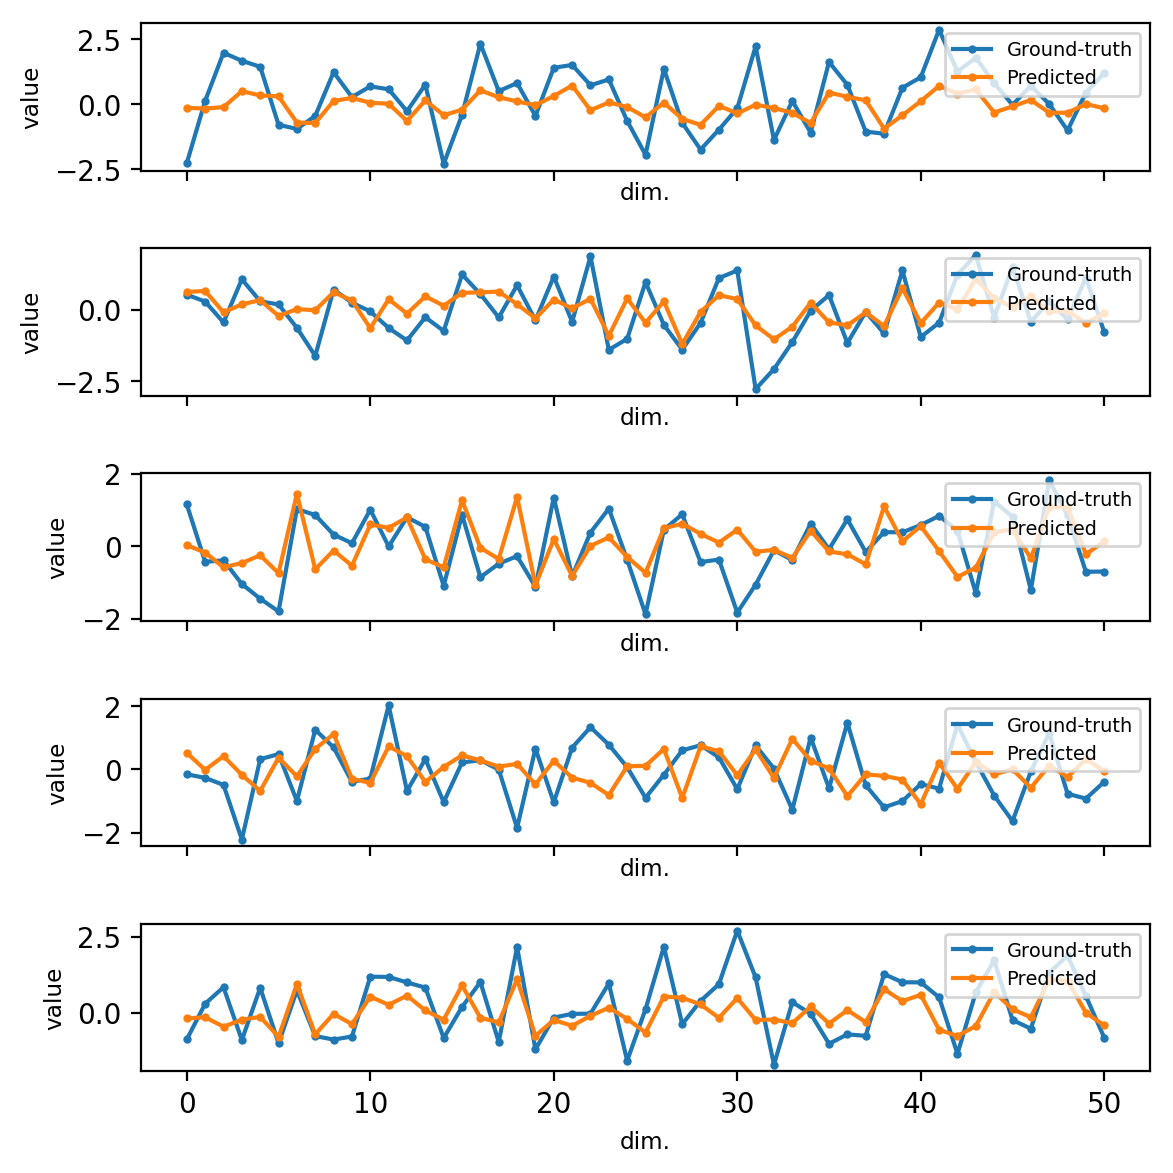 2.5
0.0
−2.5
value
Ground-truth
Predicted
dim.
0.0
−2.5
value
Ground-truth
Predicted
dim.
2
0
−2
value
Ground-truth
Predicted
dim.
2
0
−2
value
Ground-truth
Predicted
dim.
2.5
0.0
value
Ground-truth
Predicted
0 10 20 30 40 50
dim.